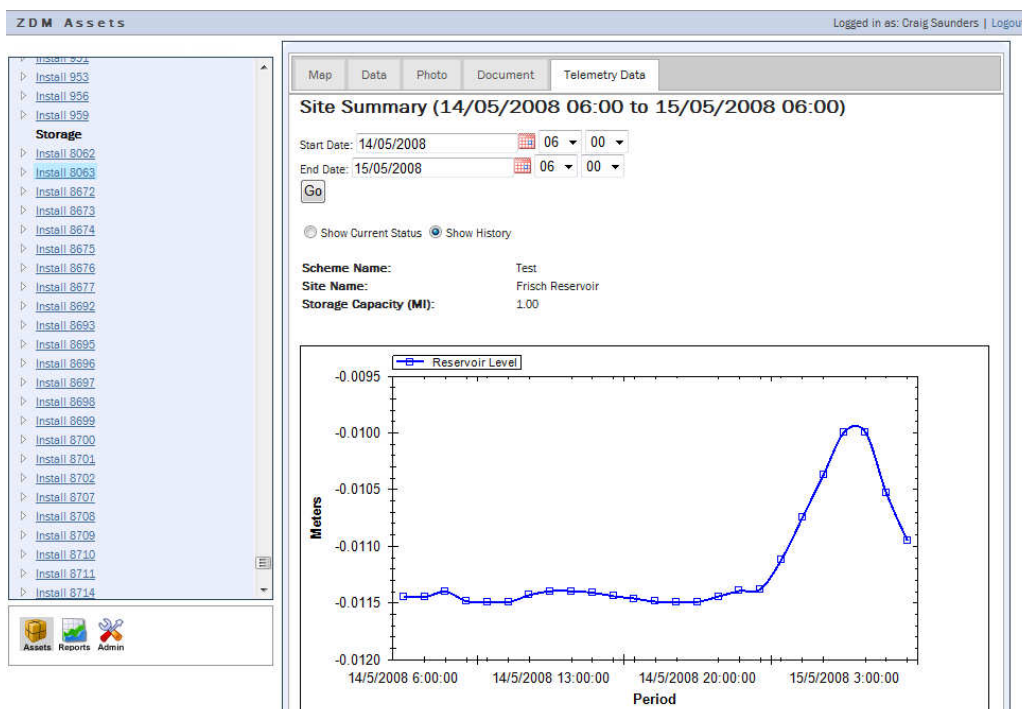 ZDM Assets
Logged in as: Craig Saunders | Logout
Install 951
Install 953
Install 956
Install 959
Storage
Install 8062
Install 8063
Install 8672
Install 8673
Install 8674
Install 8675
Install 8676
Install 8677
Install 8692
Install 8693
Install 8695
Install 8696
Install 8697
Install 8698
Install 8699
Install 8700
Install 8701
Install 8702
Install 8707
Install 8708
Install 8709
Install 8710
Install 8711
Install 8714
Assets Reports Admin
Map Data Photo Document Telemetry Data
Site Summary (14/05/2008 06:00 to 15/05/2008 06:00)
Start Date: 14/05/2008 06 00
End Date: 15/05/2008 06 00
Go
Show Current Status Show History
Scheme Name: Test
Site Name: Frisch Reservoir
Storage Capacity (Ml): 1.00
Reservoir Level
-0.0095
-0.0100
-0.0105
-0.0110
-0.0115
-0.0120
Meters
14/5/2008 6:00:00 14/5/2008 13:00:00 14/5/2008 20:00:00 15/5/2008 3:00:00
Period